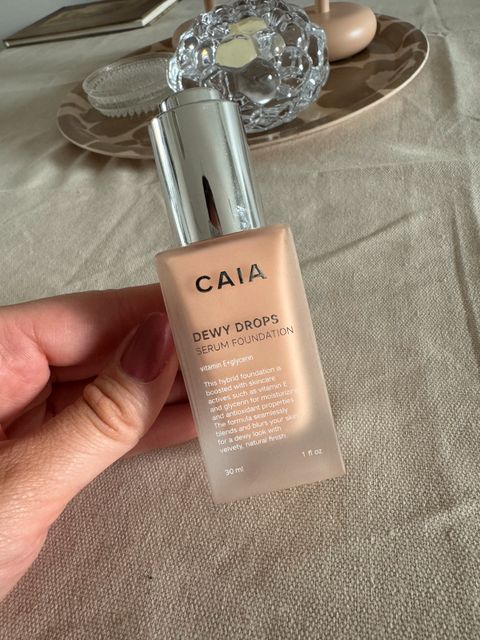 CAIA
DEWY DROPS
SERUM FOUNDATION
vitamin E+glycerin
This hybrid foundation is
boosted with skincare
actives such as vitamin E
and glycerin for moisturizing
and antioxidant properties.
The formula seamlessly
blends and blurs your skin
for a dewy look with
velvety, natural finish.
30 ml
1 fl oz